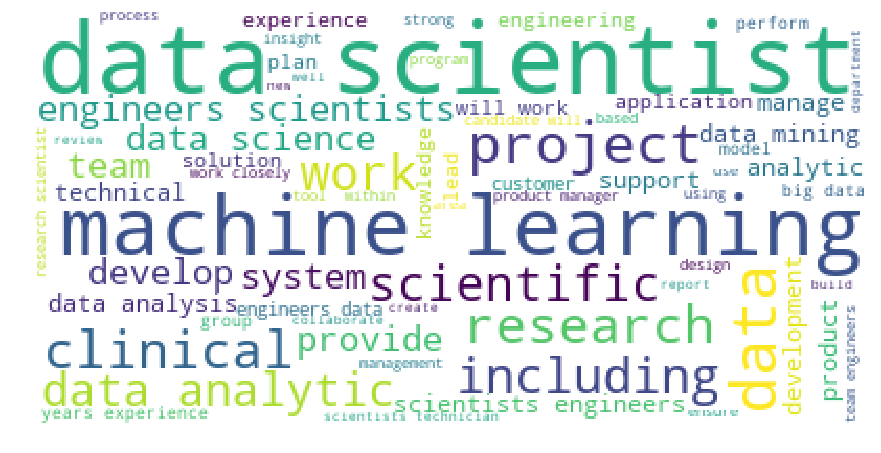 process
experience
strong
engineering
perform
data scientist
insight
plan
program
well
new
department
engineers scientists
will work
application
manage
candidate will
based
data science
project
data mining
review
research scientist
team
solution
work closely
work
knowledge
lead
model
analytic
customer
support
use
technical
tool
within
product manager
using
big data
machine learning
develop
system
scientific
design
report
build
data analysis
engineers data
create
group
collaborate
provide
research
data
development
product
team engineers
clinical
management
including
data analytic
scientists engineers
ensure
years experience
scientists technician